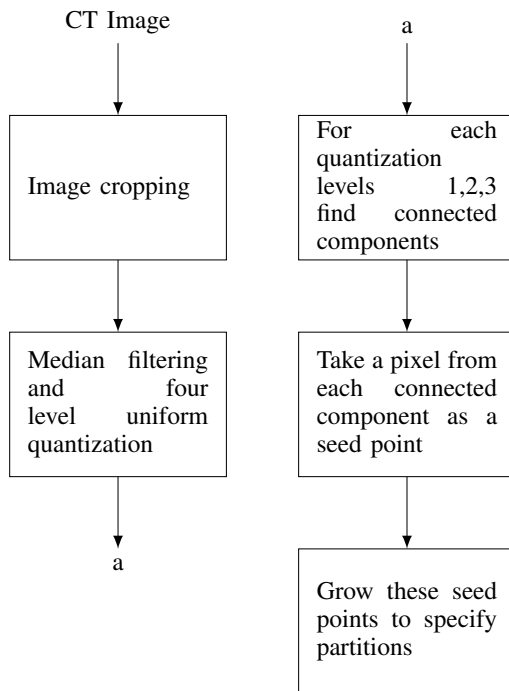 CT Image
Image cropping
Median filtering
and four
level uniform
quantization
a
a
For each
quantization
levels 1,2,3
find connected
components
Take a pixel from
each connected
component as a
seed point
Grow these seed
points to specify
partitions